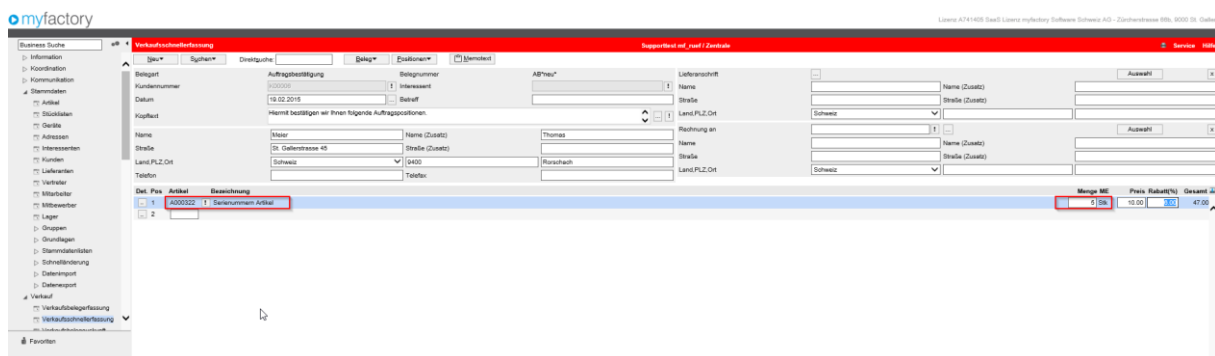 myfactory
Lizenz A741405 SaaS Lizenz myfactory Software Schweiz AG - Zürcherstrasse 66b, 9000 St. Galle
Business Suche
Verkaufsschnellerfassung
Supporttest mf_ruef / Zentrale
Service Hilfe
Information
Koordination
Kommunikation
Stammdaten
Artikel
Stücklisten
Geräte
Adressen
Interessenten
Kunden
Lieferanten
Vertreter
Mitarbeiter
Mitbewerber
Lager
Gruppen
Grundlagen
Stammdatenlisten
Schnelländerung
Datenimport
Datenexport
Verkauf
Verkaufsbelegerfassung
Verkaufsschnellerfassung
Favoriten
Neu Suchen Direktsuche: Beleg Positionen Memotext
Belegart Auftragsbestätigung Belegnummer AB*neu*
Kundennummer Interessent
Datum 19.02.2015 Betreff
Kopftext Hiermit bestätigen wir Ihnen folgende Auftragspositionen.
Name Meier Name (Zusatz) Thomas
Straße St. Gallerstrasse 45 Straße (Zusatz)
Land,PLZ,Ort Schweiz 9400 Rorschach
Telefon Telefax
Lieferanschrift ... Auswahl x
Name Name (Zusatz)
Straße Straße (Zusatz)
Land,PLZ,Ort Schweiz
Rechnung an ! ... Auswahl x
Name Name (Zusatz)
Straße Straße (Zusatz)
Land,PLZ,Ort Schweiz
Det. Pos Artikel Bezeichnung Menge ME Preis Rabatt(%) Gesamt
... 1 A000322 ! Seriennummern Artikel 5 Stk 10.00 6.00 47.00
... 2